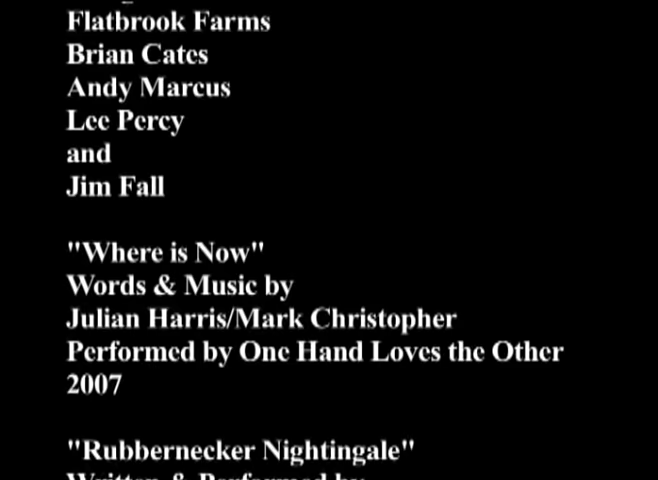 Flatbrook Farms
Brian Cates
Andy Marcus
Lee Percy
and
Jim Fall
"Where is Now"
Words & Music by
Julian Harris/Mark Christopher
Performed by One Hand Loves the Other
2007
"Rubbernecker Nightingale"
Written & Performed by